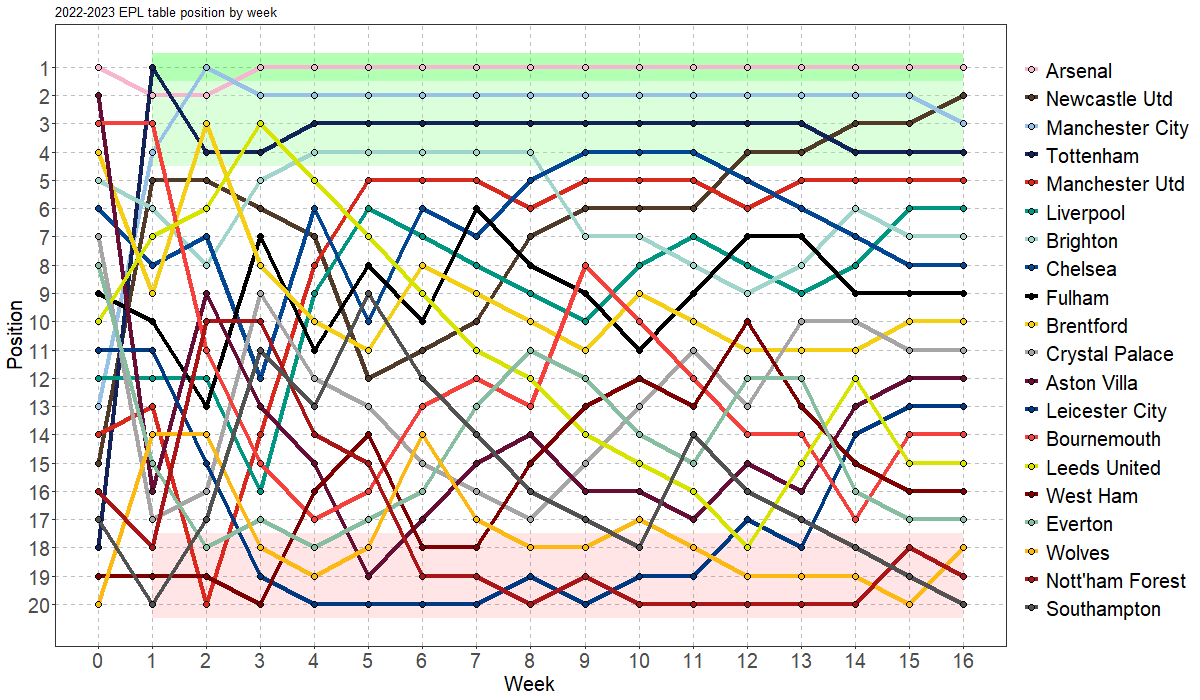 2022-2023 EPL table position by week
Position
1
2
3
4
5
6
7
8
9
10
11
12
13
14
15
16
17
18
19
20
0 1 2 3 4 5 6 7 8 9 10 11 12 13 14 15 16
Week
Arsenal
Newcastle Utd
Manchester City
Tottenham
Manchester Utd
Liverpool
Brighton
Chelsea
Fulham
Brentford
Crystal Palace
Aston Villa
Leicester City
Bournemouth
Leeds United
West Ham
Everton
Wolves
Nott'ham Forest
Southampton